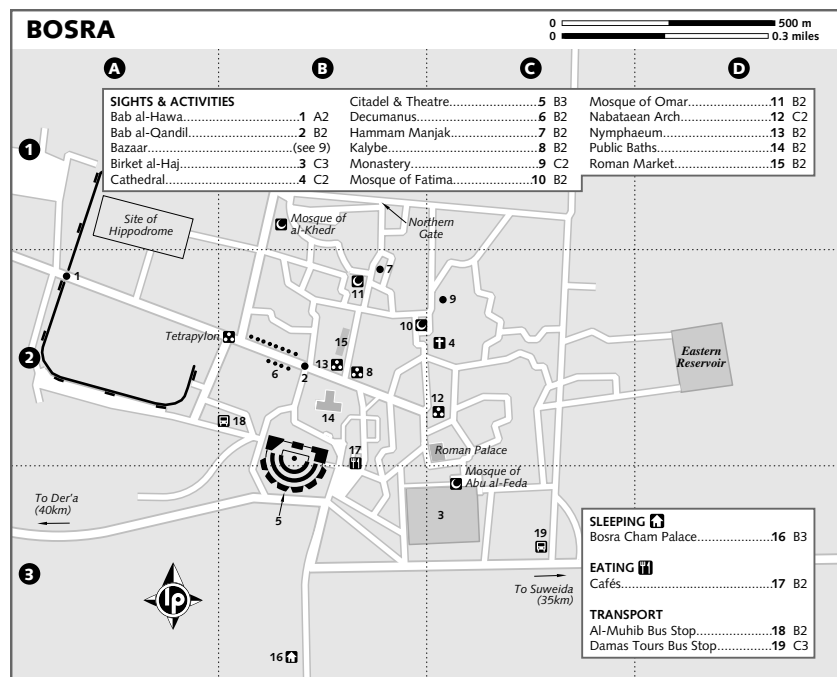 BOSRA
0 500 m
0 0.3 miles
A B C D
SIGHTS & ACTIVITIES
Bab al-Hawa 1 A2
Bab al-Qandil 2 B2
Bazaar (see 9)
Birket al-Haj 3 C3
Cathedral 4 C2
Citadel & Theatre 5 B3
Decumanus 6 B2
Hammam Manjak 7 B2
Kalybe 8 B2
Monastery 9 C2
Mosque of Fatima 10 B2
Mosque of Omar 11 B2
Nabataean Arch 12 C2
Nymphaeum 13 B2
Public Baths 14 B2
Roman Market 15 B2
1
Site of
Hippodrome
Mosque of
al-Khedr
Northern
Gate
1
7
11
9
10
Tetrapylon
15
4
2
6
2
13
8
Eastern
Reservoir
12
14
18
17
Roman Palace
Mosque of
Abu al-Feda
To Der'a
(40km)
5
3
19
3
To Suweida
(35km)
lp
16
SLEEPING
Bosra Cham Palace 16 B3
EATING
Cafés 17 B2
TRANSPORT
Al-Muhib Bus Stop 18 B2
Damas Tours Bus Stop 19 C3